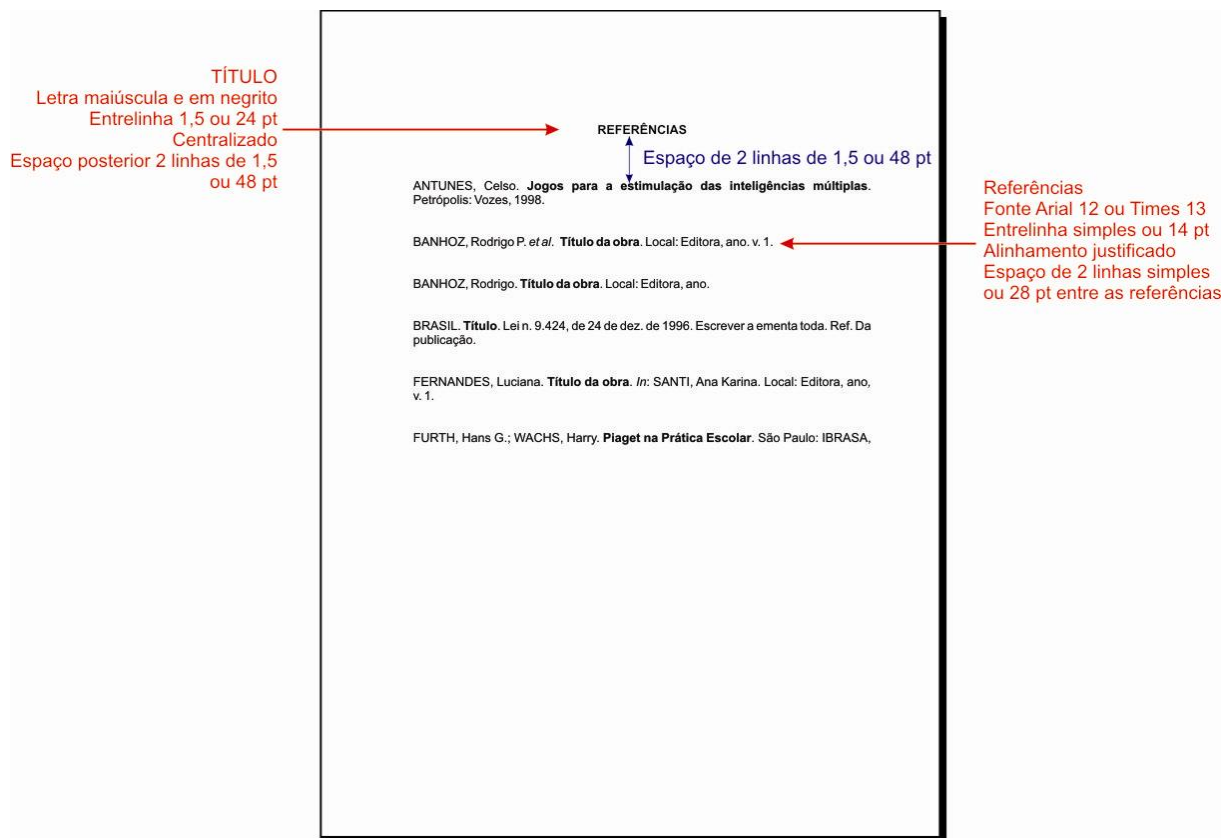 TÍTULO
Letra maiúscula e em negrito
Entrelinha 1,5 ou 24 pt
Centralizado
Espaço posterior 2 linhas de 1,5
ou 48 pt
REFERÊNCIAS
Espaço de 2 linhas de 1,5 ou 48 pt
ANTUNES, Celso. Jogos para a estimulação das inteligências múltiplas.
Petrópolis: Vozes, 1998.
BANHOZ, Rodrigo P. et al. Título da obra. Local: Editora, ano. v. 1.
BANHOZ, Rodrigo. Título da obra. Local: Editora, ano.
BRASIL. Título. Lei n. 9.424, de 24 de dez. de 1996. Escrever a ementa toda. Ref. Da
publicação.
FERNANDES, Luciana. Título da obra. In: SANTI, Ana Karina. Local: Editora, ano,
v. 1.
FURTH, Hans G.; WACHS, Harry. Piaget na Prática Escolar. São Paulo: IBRASA,
Referências
Fonte Arial 12 ou Times 13
Entrelinha simples ou 14 pt
Alinhamento justificado
Espaço de 2 linhas simples
ou 28 pt entre as referências